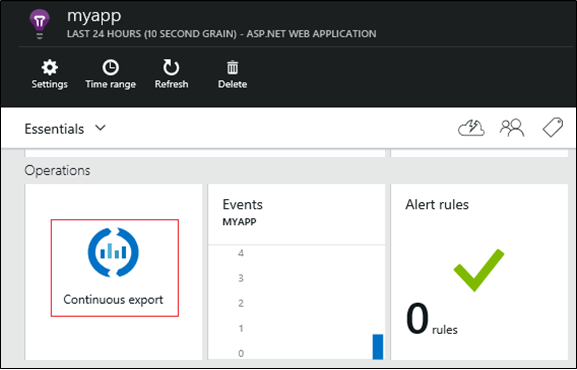 myapp
LAST 24 HOURS (10 SECOND GRAIN) - ASP.NET WEB APPLICATION
Settings Time range Refresh Delete
Essentials
Operations
Continuous export
Events
MYAPP
4
3
2
1
0
Alert rules
0 rules